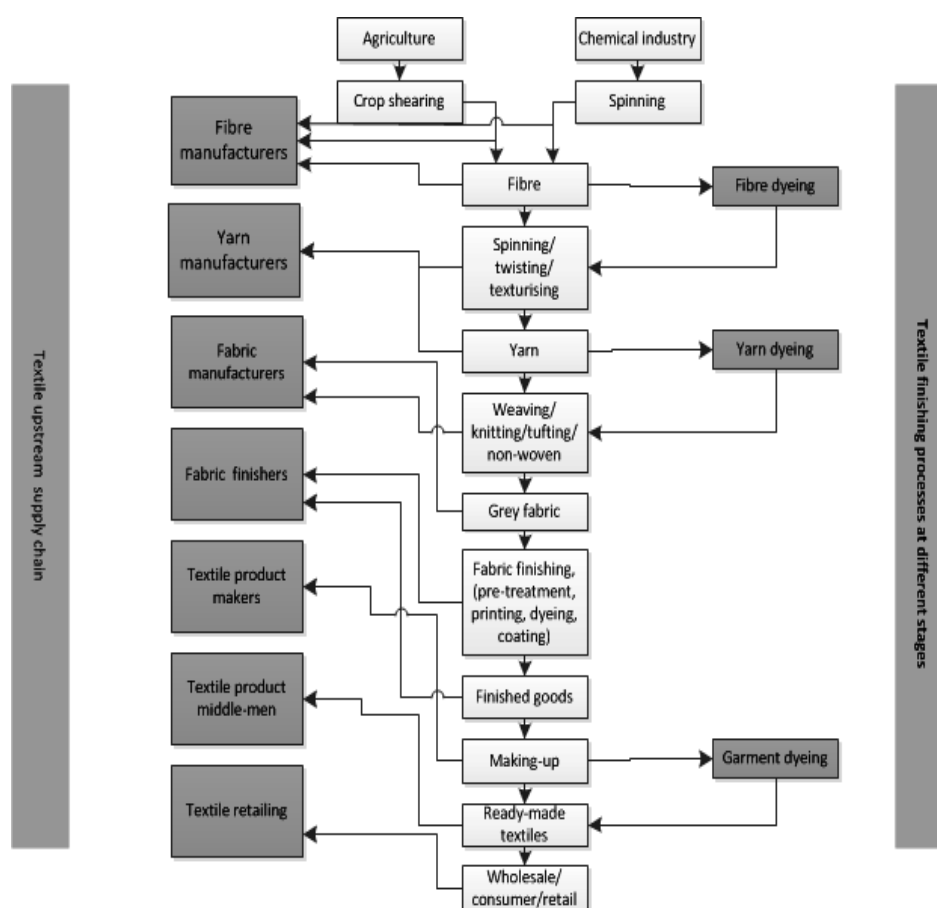 Agriculture
Chemical industry
Crop shearing
Spinning
Fibre
manufacturers
Fibre
Fibre dyeing
Yarn
manufacturers
Spinning/
twisting/
texturising
Yarn
Yarn dyeing
Fabric
manufacturers
Weaving/
knitting/tufting/
non-woven
Fabric finishers
Grey fabric
Fabric finishing,
(pre-treatment,
printing, dyeing,
coating)
Textile product
makers
Textile product
middle-men
Finished goods
Making-up
Garment dyeing
Textile retailing
Ready-made
textiles
Wholesale/
consumer/retail
Textile upstream supply chain
Textile finishing processes at different stages